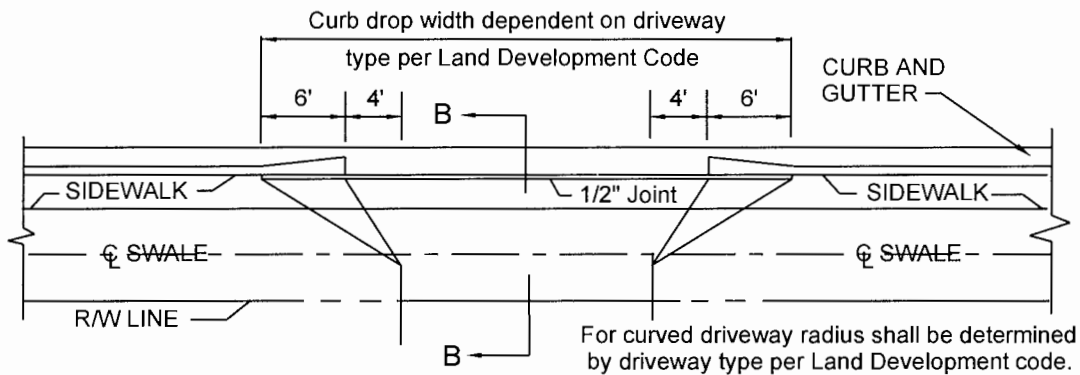 Curb drop width dependent on driveway
type per Land Development Code
CURB AND
GUTTER
6' 4' 4' 6'
B
SIDEWALK 1/2" Joint SIDEWALK
℄ SWALE ℄ SWALE
R/W LINE
B
For curved driveway radius shall be determined
by driveway type per Land Development code.